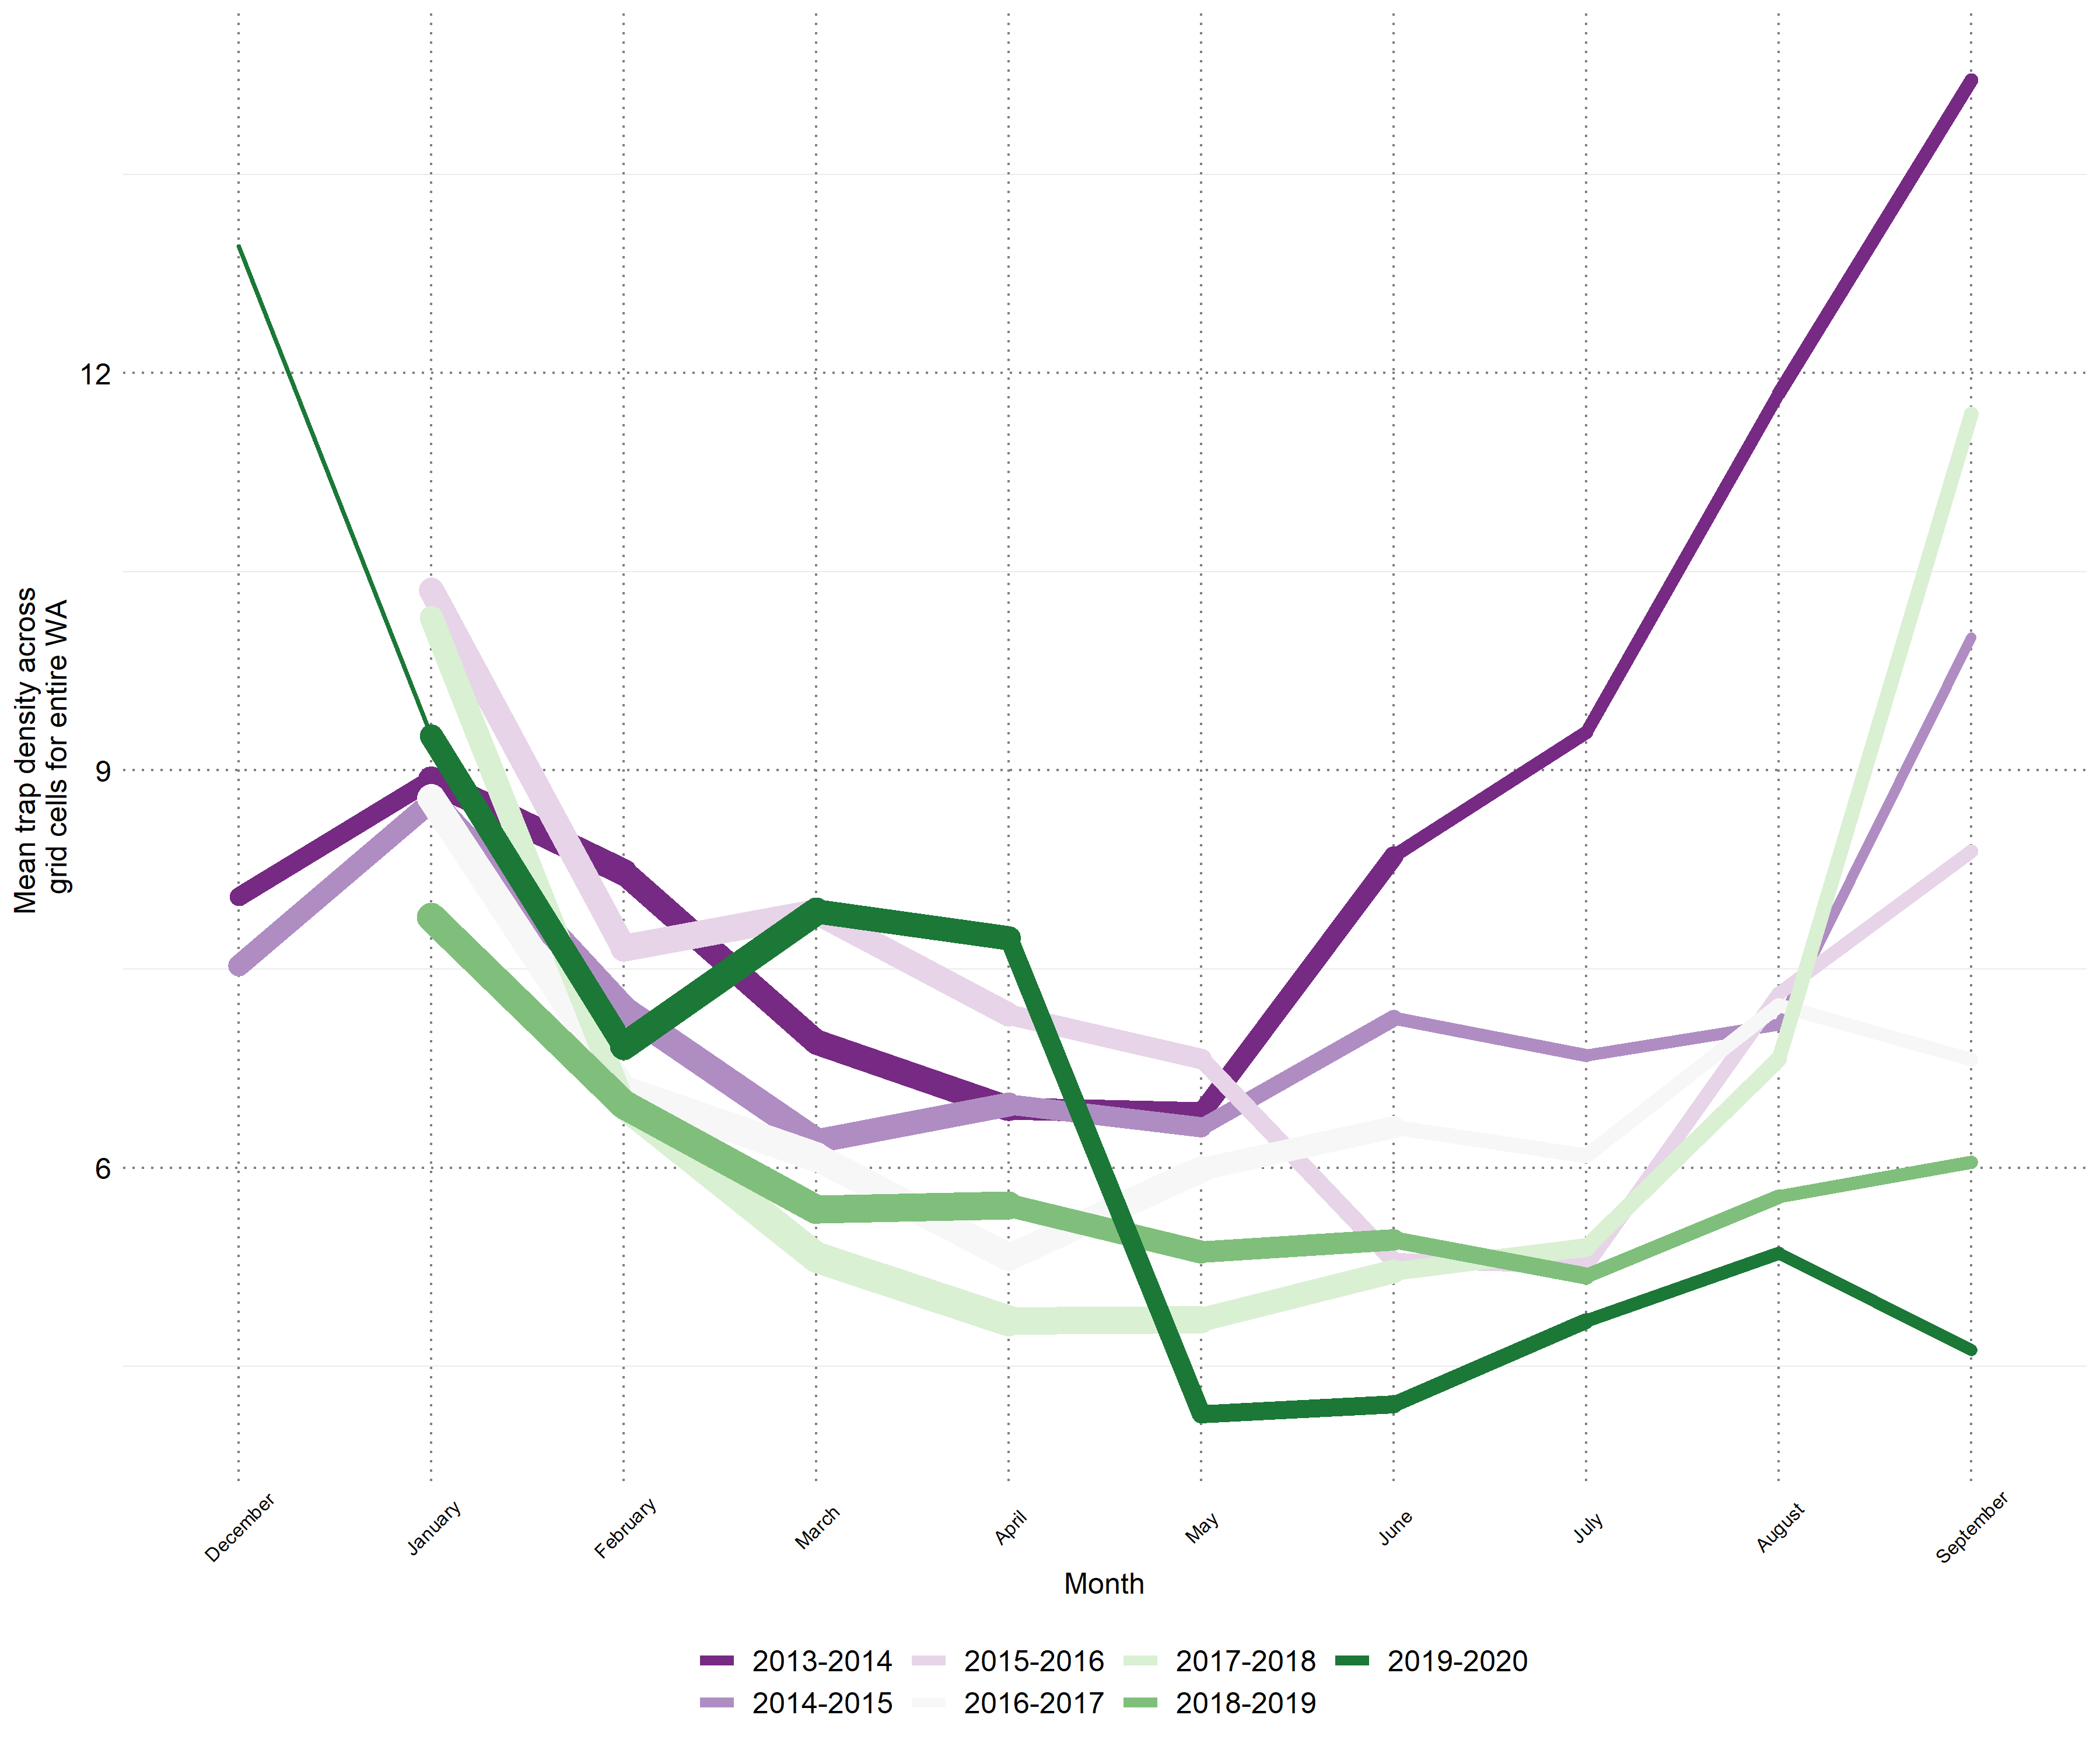 Mean trap density across
grid cells for entire WA
12
9
6
December
January
February
March
April
May
June
July
August
September
Month
2013-2014
2015-2016
2017-2018
2019-2020
2014-2015
2016-2017
2018-2019